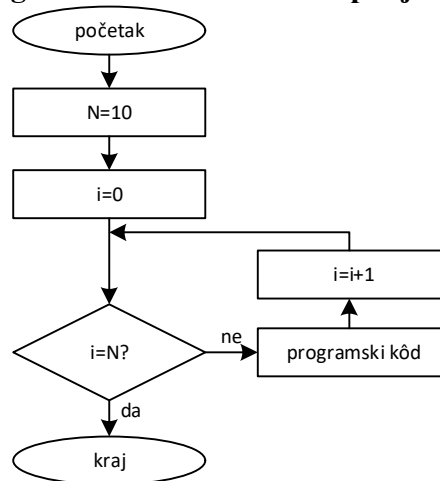 početak
N=10
i=0
i=i+1
i=N?
ne
programski kôd
da
kraj